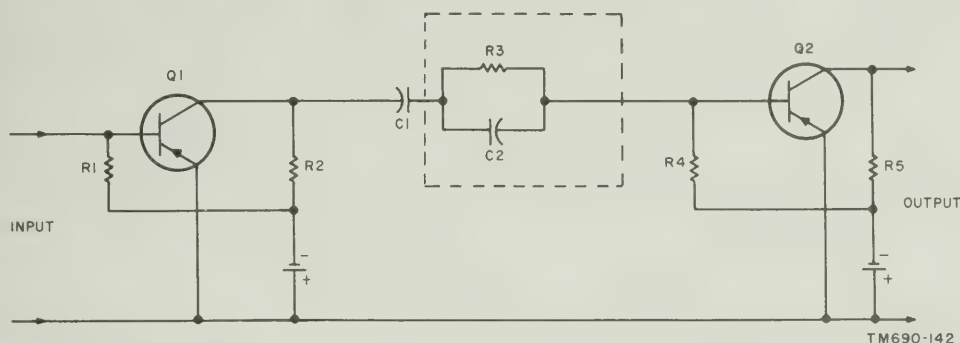 Q1
Q2
R3
C1
C2
R1
R2
R4
R5
INPUT
OUTPUT
-
+
-
+
TM690-142